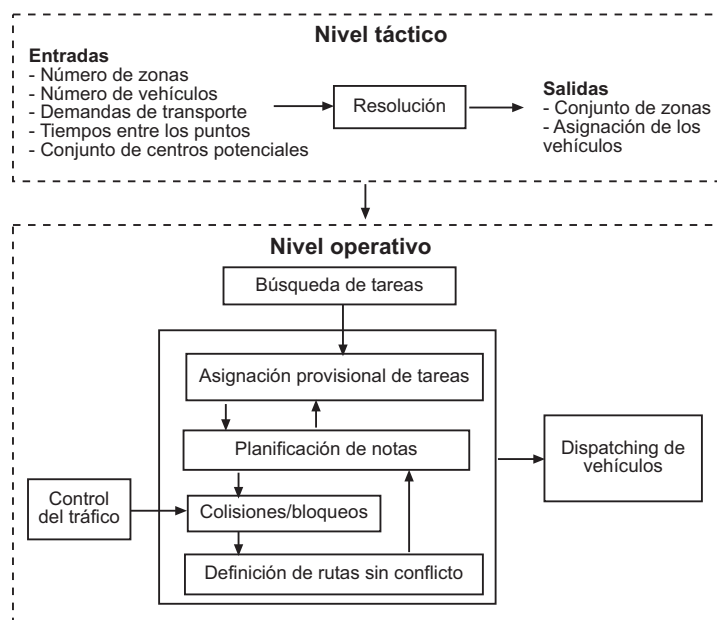 Nivel táctico
Entradas
- Número de zonas
- Número de vehículos
- Demandas de transporte
- Tiempos entre los puntos
- Conjunto de centros potenciales
Resolución
Salidas
- Conjunto de zonas
- Asignación de los
vehículos
Nivel operativo
Búsqueda de tareas
Asignación provisional de tareas
Planificación de notas
Control
del tráfico
Colisiones/bloqueos
Definición de rutas sin conflicto
Dispatching de
vehículos